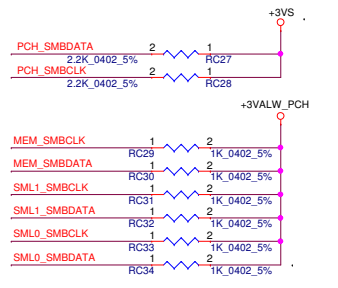 +3VS
PCH_SMBDATA 2 1
2.2K_0402_5% RC27
PCH_SMBCLK 2 1
2.2K_0402_5% RC28
+3VALW_PCH
MEM_SMBCLK 1 2
RC29 1K_0402_5%
MEM_SMBDATA 1 2
RC30 1K_0402_5%
SML1_SMBCLK 1 2
RC31 1K_0402_5%
SML1_SMBDATA 1 2
RC32 1K_0402_5%
SML0_SMBCLK 1 2
RC33 1K_0402_5%
SML0_SMBDATA 1 2
RC34 1K_0402_5%